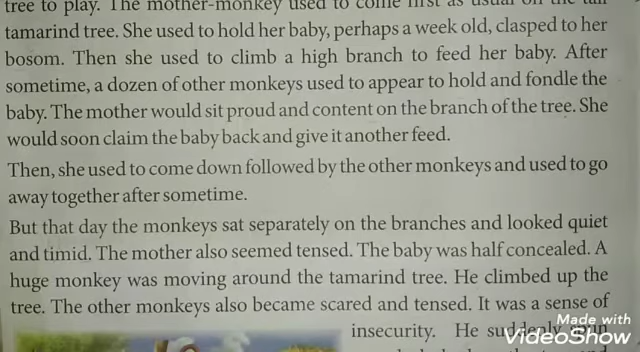 tree to play. The mother-monkey used to come first as usual on the tall
tamarind tree. She used to hold her baby, perhaps a week old, clasped to her
bosom. Then she used to climb a high branch to feed her baby. After
sometime, a dozen of other monkeys used to appear to hold and fondle the
baby. The mother would sit proud and content on the branch of the tree. She
would soon claim the baby back and give it another feed.
Then, she used to come down followed by the other monkeys and used to go
away together after sometime.
But that day the monkeys sat separately on the branches and looked quiet
and timid. The mother also seemed tensed. The baby was half concealed. A
huge monkey was moving around the tamarind tree. He climbed up the
tree. The other monkeys also became scared and tensed. It was a sense of
insecurity. He suddenly
Made with
VideoShow